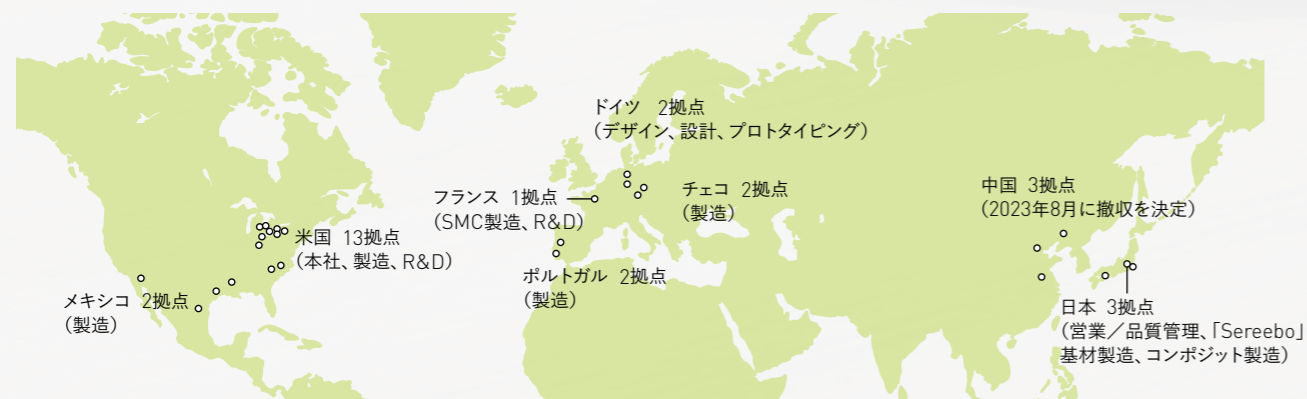 ドイツ 2拠点
（デザイン、設計、プロトタイピング）
フランス 1拠点
（SMC製造、R&D）
チェコ 2拠点
（製造）
中国 3拠点
（2023年8月に撤収を決定）
米国 13拠点
（本社、製造、R&D）
ポルトガル 2拠点
（製造）
メキシコ 2拠点
（製造）
日本 3拠点
（営業／品質管理、「Sereebo」
基材製造、コンポジット製造）